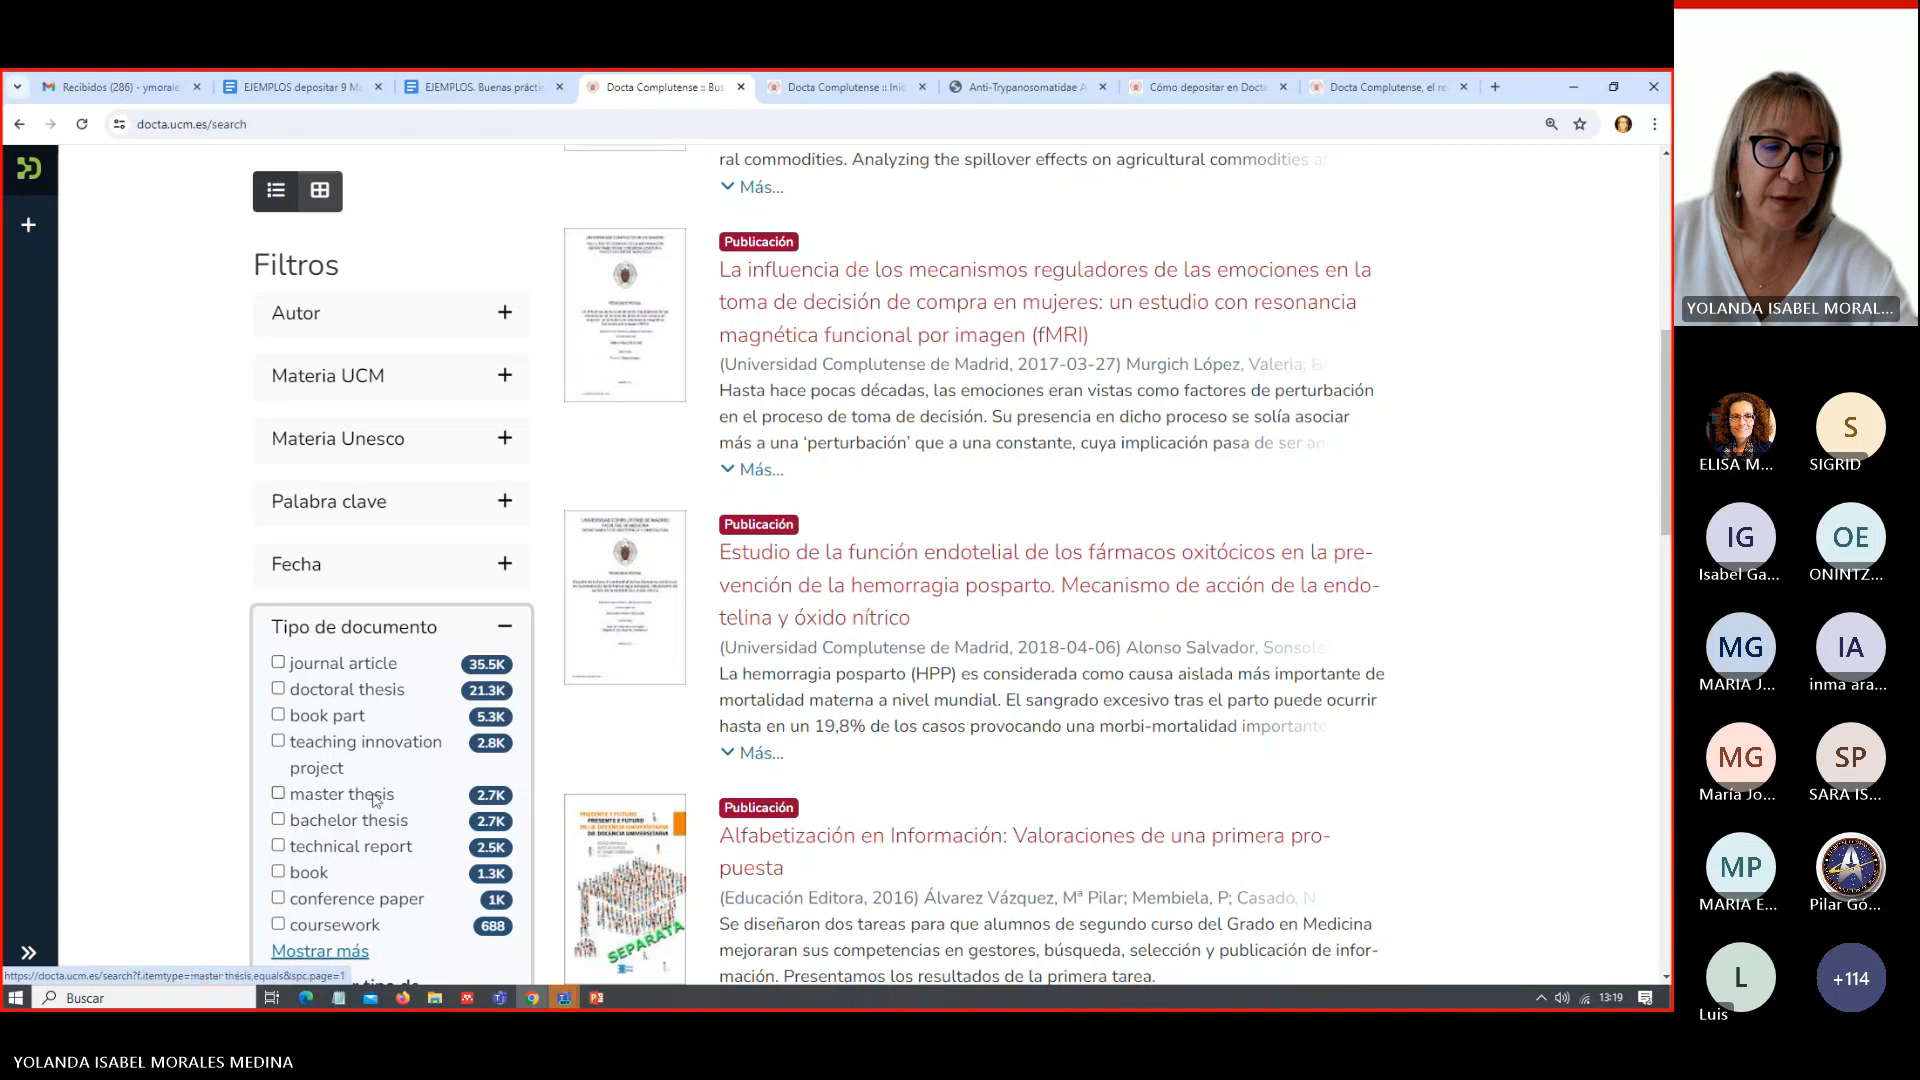 Recibidos (286) - ymorale
EJEMPLOS depositar 9 Ma
EJEMPLOS. Buenas prácti
Docta Complutense :: Bus
Docta Complutense :: Inic
Anti-Trypanosomatidae A
Cómo depositar en Docta
Docta Complutense, el re
docta.ucm.es/search
Filtros
Autor
Materia UCM
Materia Unesco
Palabra clave
Fecha
Tipo de documento
journal article 35.5K
doctoral thesis 21.3K
book part 5.3K
teaching innovation project 2.8K
master thesis 2.7K
bachelor thesis 2.7K
technical report 2.5K
book 1.3K
conference paper 1K
coursework 688
Mostrar más
https://docta.ucm.es/search?f.itemtype=master thesis,equals&spc.page=1
ral commodities. Analyzing the spillover effects on agricultural commodities
Más...
Publicación
La influencia de los mecanismos reguladores de las emociones en la
toma de decisión de compra en mujeres: un estudio con resonancia
magnética funcional por imagen (fMRI)
(Universidad Complutense de Madrid, 2017-03-27) Murgich López, Valeria;
Hasta hace pocas décadas, las emociones eran vistas como factores de perturbación
en el proceso de toma de decisión. Su presencia en dicho proceso se solía asociar
más a una ‘perturbación’ que a una constante, cuya implicación pasa de ser
Más...
Publicación
Estudio de la función endotelial de los fármacos oxitócicos en la pre-
vención de la hemorragia posparto. Mecanismo de acción de la endo-
telina y óxido nítrico
(Universidad Complutense de Madrid, 2018-04-06) Alonso Salvador, Sonsol
La hemorragia posparto (HPP) es considerada como causa aislada más importante de
mortalidad materna a nivel mundial. El sangrado excesivo tras el parto puede ocurrir
hasta en un 19,8% de los casos provocando una morbi-mortalidad importante
Más...
PRESENTE Y FUTURO
DE LA DOCENCIA UNIVERSITARIA
PRESENTE E FUTURO
DA DOCENCIA UNIVERSITARIA
SEPARATA
Publicación
Alfabetización en Información: Valoraciones de una primera pro-
puesta
(Educación Editora, 2016) Álvarez Vázquez, Mª Pilar; Membiela, P; Casado, N
Se diseñaron dos tareas para que alumnos de segundo curso del Grado en Medicina
mejoraran sus competencias en gestores, búsqueda, selección y publicación de infor-
mación. Presentamos los resultados de la primera tarea.
Buscar
13:19
YOLANDA ISABEL MORAL...
ELISA M...
S
SIGRID
IG
Isabel Ga...
OE
ONINTZ...
MG
MARIA J...
IA
inma ara...
MG
María Jo...
SP
SARA IS...
MP
MARIA E...
Pilar Gó...
L
Luis
+114
YOLANDA ISABEL MORALES MEDINA